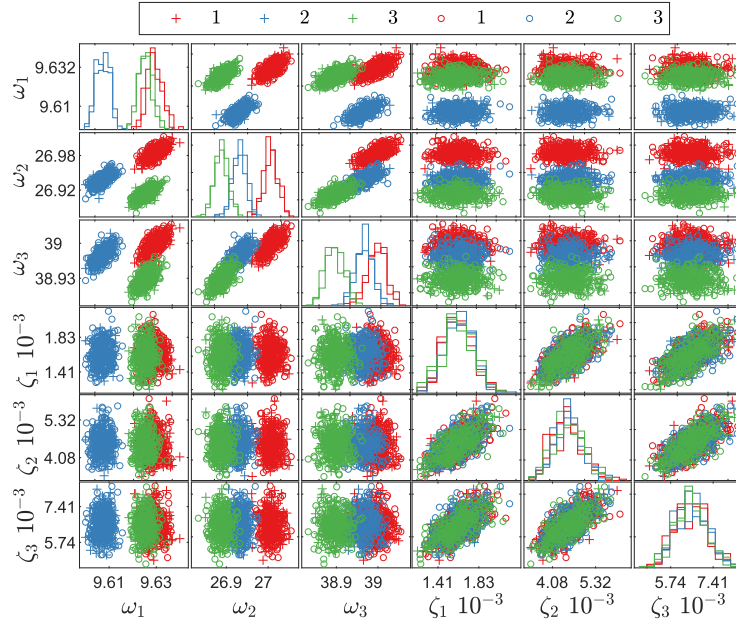 + 1 + 2 + 3 ○ 1 ○ 2 ○ 3
ω₁ 9.632
9.61
ω₂ 26.98
26.92
ω₃ 39
38.93
ζ₁ 10⁻³ 1.83
1.41
ζ₂ 10⁻³ 5.32
4.08
ζ₃ 10⁻³ 7.41
5.74
9.61 9.63 26.9 27 38.9 39 1.41 1.83 4.08 5.32 5.74 7.41
ω₁ ω₂ ω₃ ζ₁ 10⁻³ ζ₂ 10⁻³ ζ₃ 10⁻³